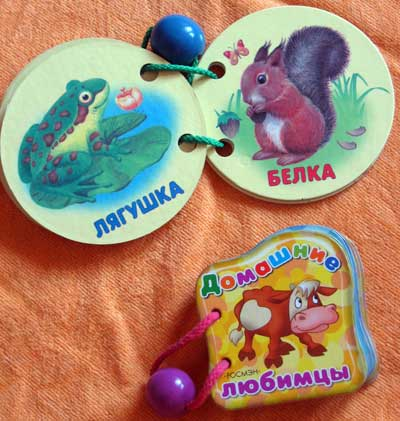 ЛЯГУШКА
БЕЛКА
Домашние
·РОСМЭН·
любимцы